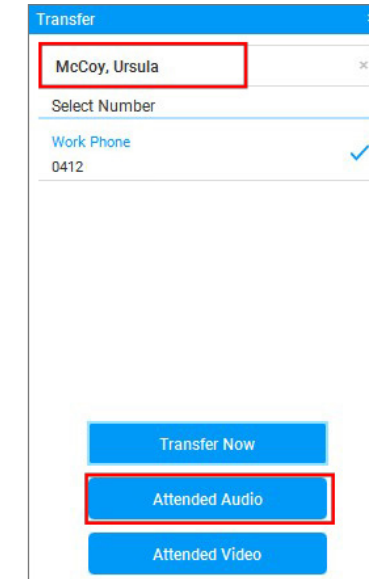 Transfer
McCoy, Ursula
Select Number
Work Phone
0412
Transfer Now
Attended Audio
Attended Video